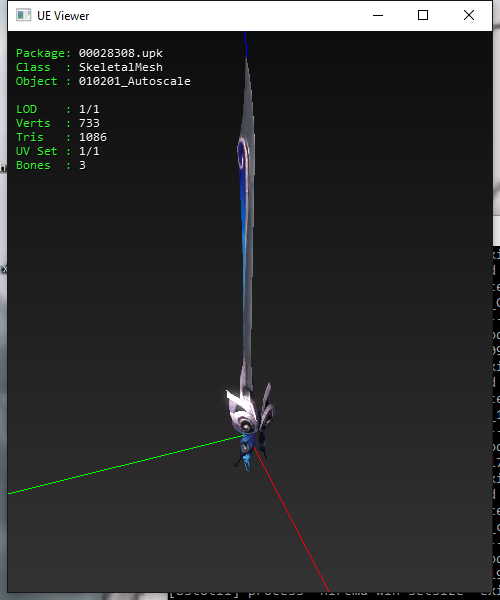 UE Viewer
Package: 00028308.upk
Class : SkeletalMesh
Object : 010201_Autoscale
LOD : 1/1
Verts : 733
Tris : 1086
UV Set : 1/1
Bones : 3